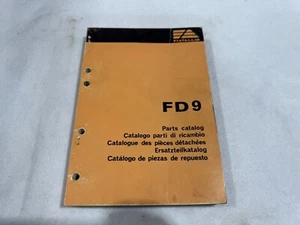 FD9
Parts catalog
Catalogo parti di ricambio
Catalogue des pièces détachées
Ersatzteilkatalog
Catálogo de piezas de repuesto